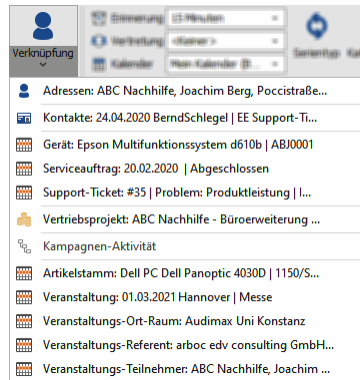 Verknüpfung
Erinnerung 15 Minuten
Vertretung <Keiner>
Kalender Mein Kalender (B...
Serientyp
Adressen: ABC Nachhilfe, Joachim Berg, Poccistraße...
Kontakte: 24.04.2020 BerndSchlegel | EE Support-Ti...
Gerät: Epson Multifunktionssystem d610b | ABJ0001
Serviceauftrag: 20.02.2020 | Abgeschlossen
Support-Ticket: #35 | Problem: Produktleistung | I...
Vertriebsprojekt: ABC Nachhilfe - Büroerweiterung ...
Kampagnen-Aktivität
Artikelstamm: Dell PC Dell Panoptic 4030D | 1150/S...
Veranstaltung: 01.03.2021 Hannover | Messe
Veranstaltungs-Ort-Raum: Audimax Uni Konstanz
Veranstaltungs-Referent: arboc edv consulting GmbH...
Veranstaltungs-Teilnehmer: ABC Nachhilfe, Joachim ...